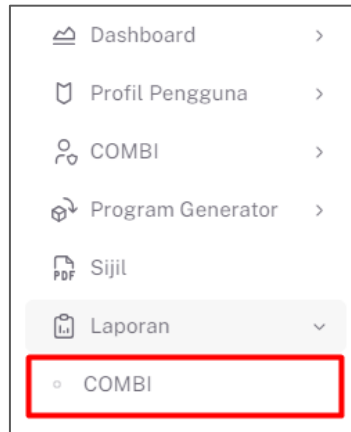 Dashboard
Profil Pengguna
COMBI
Program Generator
PDF Sijil
Laporan
COMBI